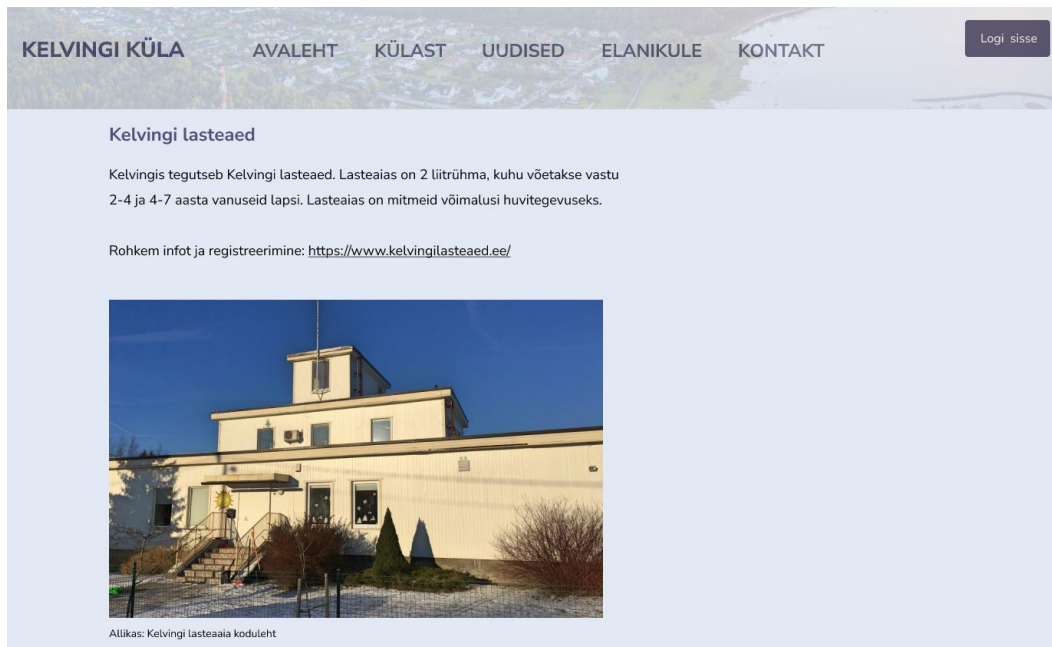 KELVINGI KÜLA AVALEHT KÜLAST UUDISED ELANIKULE KONTAKT Logi sisse
Kelvingi lasteaed
Kelvingis tegutseb Kelvingi lasteaed. Lasteaias on 2 liitrühma, kuhu võetakse vastu
2-4 ja 4-7 aasta vanuseid lapsi. Lasteaias on mitmeid võimalusi huvitegevuseks.
Rohkem infot ja registreerimine: https://www.kelvingilasteaed.ee/
Allikas: Kelvingi lasteaaia koduleht